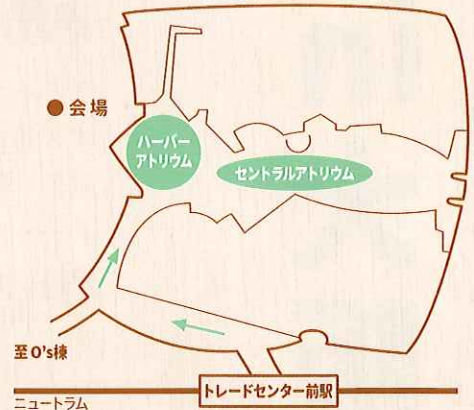 ●会場
ハーバー
アトリウム
セントラルアトリウム
至O's棟
トレードセンター前駅
ニュートラム